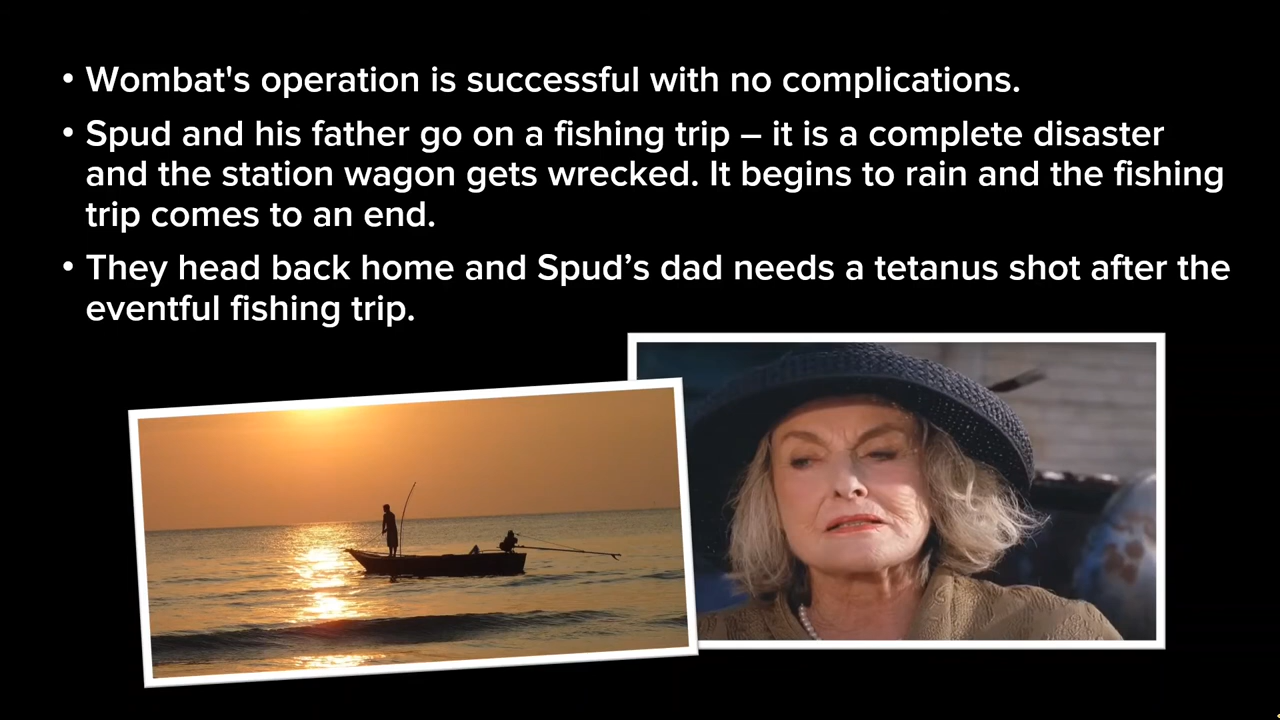 • Wombat's operation is successful with no complications.
• Spud and his father go on a fishing trip – it is a complete disaster
and the station wagon gets wrecked. It begins to rain and the fishing
trip comes to an end.
• They head back home and Spud’s dad needs a tetanus shot after the
eventful fishing trip.